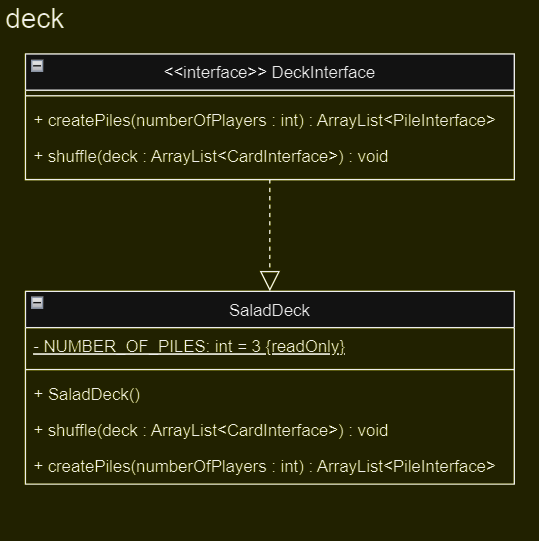 deck
<<interface>> DeckInterface
+ createPiles(numberOfPlayers : int) : ArrayList<PileInterface>
+ shuffle(deck : ArrayList<CardInterface>) : void
SaladDeck
- NUMBER_OF_PILES: int = 3 {readOnly}
+ SaladDeck()
+ shuffle(deck : ArrayList<CardInterface>) : void
+ createPiles(numberOfPlayers : int) : ArrayList<PileInterface>